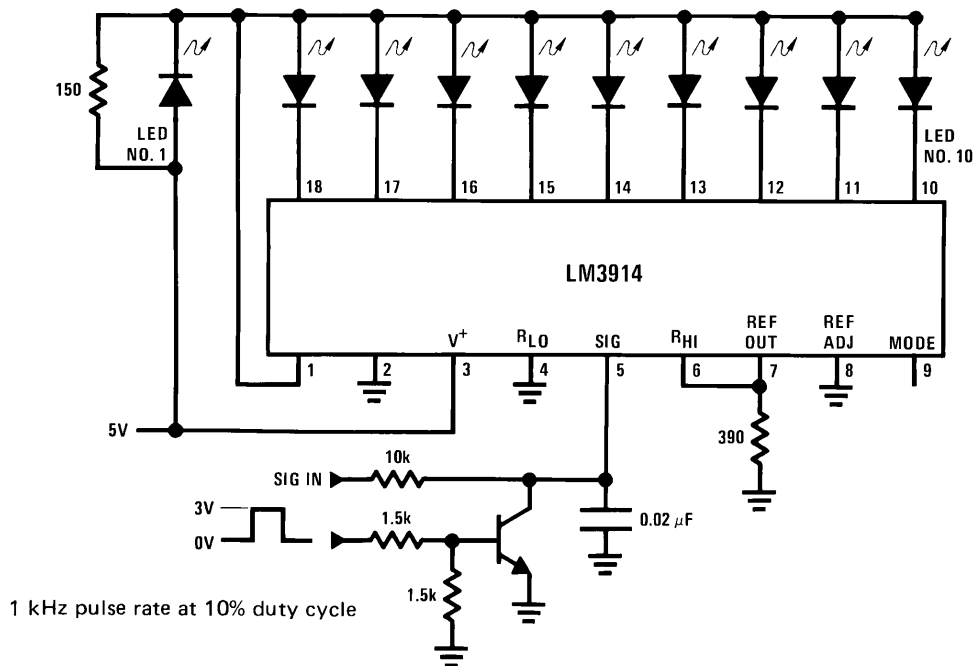 150
LED
NO. 1
LED
NO. 10
18 17 16 15 14 13 12 11 10
LM3914
V+ RLO SIG RHI REF OUT REF ADJ MODE
1 2 3 4 5 6 7 8 9
5V
390
SIG IN
10k
3V
0V
1.5k
0.02 μF
1.5k
1 kHz pulse rate at 10% duty cycle